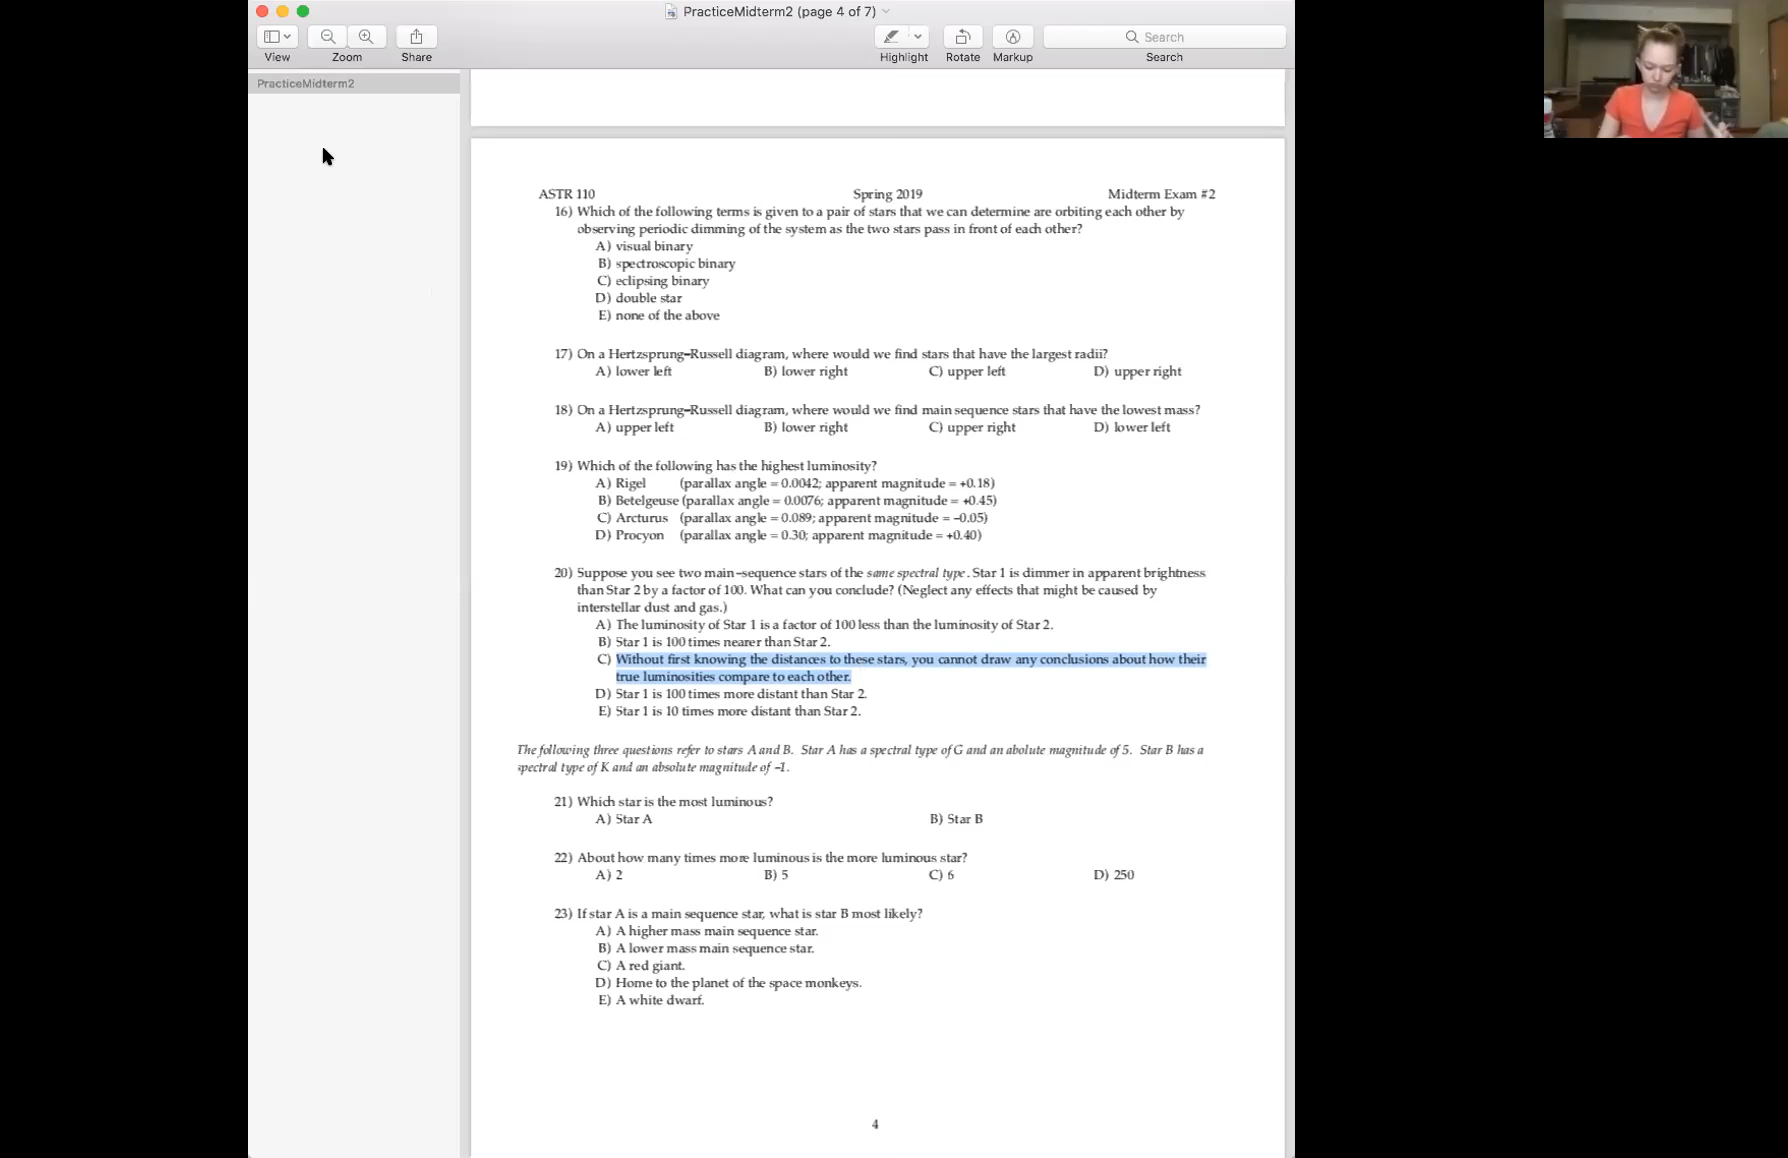 PracticeMidterm2 (page 4 of 7)
View
Zoom
Share
Highlight
Rotate
Markup
Search
Search
PracticeMidterm2
ASTR 110 Spring 2019 Midterm Exam #2
16) Which of the following terms is given to a pair of stars that we can determine are orbiting each other by
observing periodic dimming of the system as the two stars pass in front of each other?
A) visual binary
B) spectroscopic binary
C) eclipsing binary
D) double star
E) none of the above
17) On a Hertzsprung-Russell diagram, where would we find stars that have the largest radii?
A) lower left B) lower right C) upper left D) upper right
18) On a Hertzsprung-Russell diagram, where would we find main sequence stars that have the lowest mass?
A) upper left B) lower right C) upper right D) lower left
19) Which of the following has the highest luminosity?
A) Rigel (parallax angle = 0.0042; apparent magnitude = +0.18)
B) Betelgeuse (parallax angle = 0.0076; apparent magnitude = +0.45)
C) Arcturus (parallax angle = 0.089; apparent magnitude = -0.05)
D) Procyon (parallax angle = 0.30; apparent magnitude = +0.40)
20) Suppose you see two main-sequence stars of the same spectral type. Star 1 is dimmer in apparent brightness
than Star 2 by a factor of 100. What can you conclude? (Neglect any effects that might be caused by
interstellar dust and gas.)
A) The luminosity of Star 1 is a factor of 100 less than the luminosity of Star 2.
B) Star 1 is 100 times nearer than Star 2.
C) Without first knowing the distances to these stars, you cannot draw any conclusions about how their
true luminosities compare to each other.
D) Star 1 is 100 times more distant than Star 2.
E) Star 1 is 10 times more distant than Star 2.
The following three questions refer to stars A and B. Star A has a spectral type of G and an abolute magnitude of 5. Star B has a
spectral type of K and an absolute magnitude of -1.
21) Which star is the most luminous?
A) Star A B) Star B
22) About how many times more luminous is the more luminous star?
A) 2 B) 5 C) 6 D) 250
23) If star A is a main sequence star, what is star B most likely?
A) A higher mass main sequence star.
B) A lower mass main sequence star.
C) A red giant.
D) Home to the planet of the space monkeys.
E) A white dwarf.
4